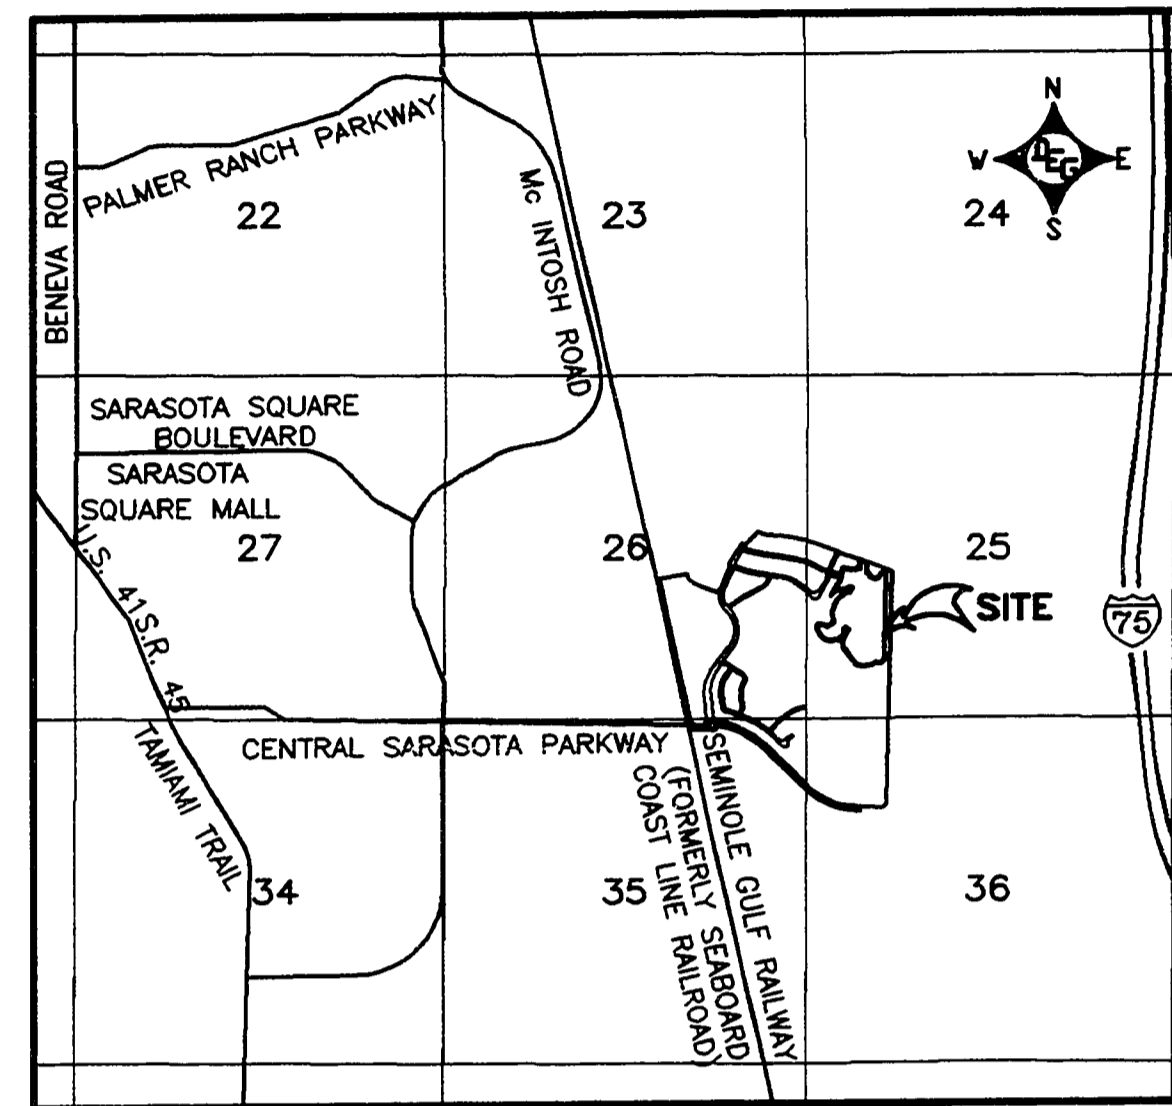 N
W DEG E
S
PALMER RANCH PARKWAY
BENEVA ROAD
22
23
24
Mc INTOSH ROAD
SARASOTA SQUARE
BOULEVARD
SARASOTA
SQUARE MALL
27
26
25
SITE
75
U.S. 41 S.R. 45
TAMIAMI TRAIL
CENTRAL SARASOTA PARKWAY
SEMINOLE GULF RAILWAY
(FORMERLY SEABOARD
COAST LINE RAILROAD)
34
35
36